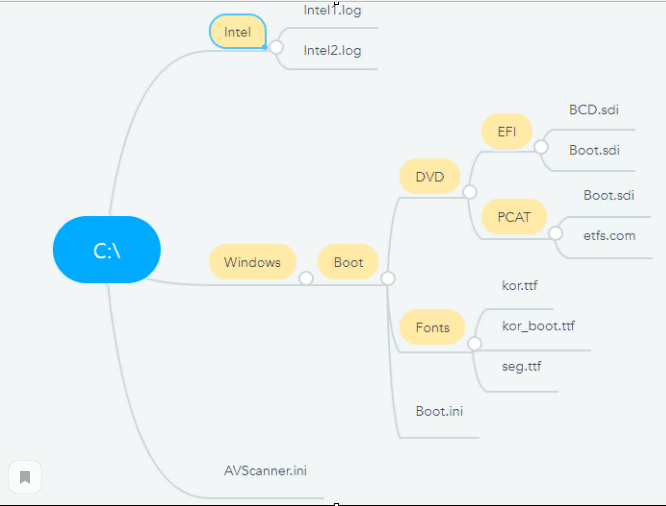 C:\
Intel
Intel1.log
Intel2.log
Windows
Boot
DVD
EFI
BCD.sdi
Boot.sdi
PCAT
Boot.sdi
etfs.com
Fonts
kor.ttf
kor_boot.ttf
seg.ttf
Boot.ini
AVScanner.ini